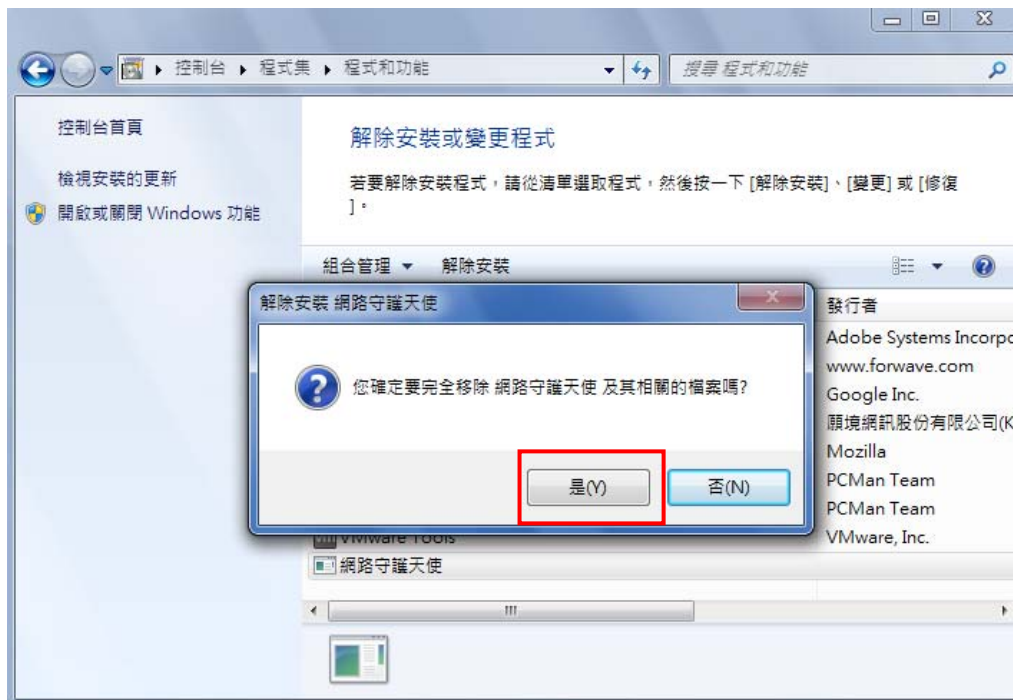 控制台 ▸ 程式集 ▸ 程式和功能
搜尋 程式和功能
控制台首頁
檢視安裝的更新
開啟或關閉 Windows 功能
解除安裝或變更程式
若要解除安裝程式，請從清單選取程式，然後按一下 [解除安裝]、[變更] 或 [修復
]。
組合管理 解除安裝
解除安裝 網路守護天使
您確定要完全移除 網路守護天使 及其相關的檔案嗎?
是(Y) 否(N)
發行者
Adobe Systems Incorpo
www.forwave.com
Google Inc.
願境網訊股份有限公司(K
Mozilla
PCMan Team
PCMan Team
VMware Tools VMware, Inc.
網路守護天使